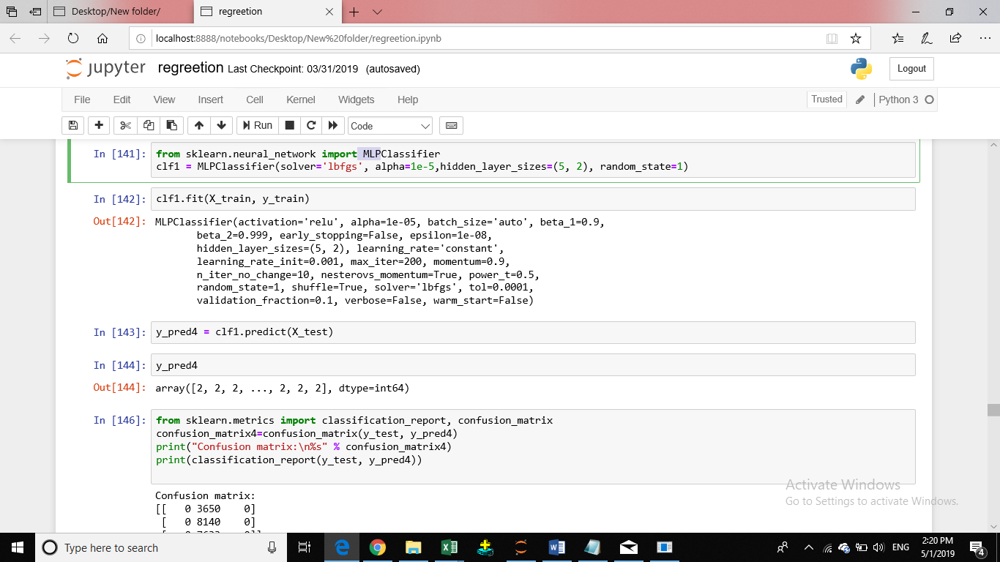 Desktop/New folder/
regreetion
localhost:8888/notebooks/Desktop/New%20folder/regreetion.ipynb
jupyter regreetion Last Checkpoint: 03/31/2019 (autosaved)
Logout
File Edit View Insert Cell Kernel Widgets Help
Trusted
Python 3
Run
Code
In [141]: from sklearn.neural_network import MLPClassifier
clf1 = MLPClassifier(solver='lbfgs', alpha=1e-5,hidden_layer_sizes=(5, 2), random_state=1)
In [142]: clf1.fit(X_train, y_train)
Out[142]: MLPClassifier(activation='relu', alpha=1e-05, batch_size='auto', beta_1=0.9,
beta_2=0.999, early_stopping=False, epsilon=1e-08,
hidden_layer_sizes=(5, 2), learning_rate='constant',
learning_rate_init=0.001, max_iter=200, momentum=0.9,
n_iter_no_change=10, nesterovs_momentum=True, power_t=0.5,
random_state=1, shuffle=True, solver='lbfgs', tol=0.0001,
validation_fraction=0.1, verbose=False, warm_start=False)
In [143]: y_pred4 = clf1.predict(X_test)
In [144]: y_pred4
Out[144]: array([2, 2, 2, ..., 2, 2, 2], dtype=int64)
In [146]: from sklearn.metrics import classification_report, confusion_matrix
confusion_matrix4=confusion_matrix(y_test, y_pred4)
print("Confusion matrix:\n%s" % confusion_matrix4)
print(classification_report(y_test, y_pred4))
Confusion matrix:
[[ 0 3650 0]
[ 0 8140 0]
Activate Windows
Go to Settings to activate Windows.
Type here to search
ENG
2:20 PM
5/1/2019
4